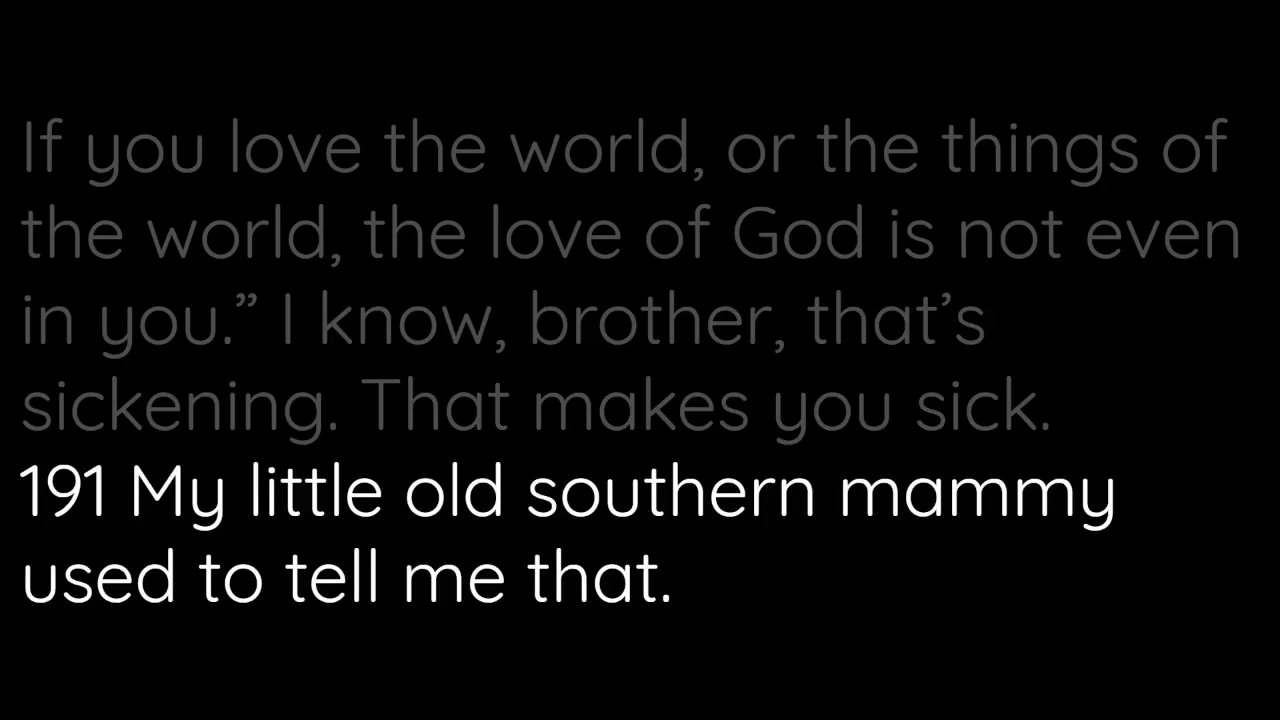 If you love the world, or the things of
the world, the love of God is not even
in you.” I know, brother, that’s
sickening. That makes you sick.
191 My little old southern mammy
used to tell me that.